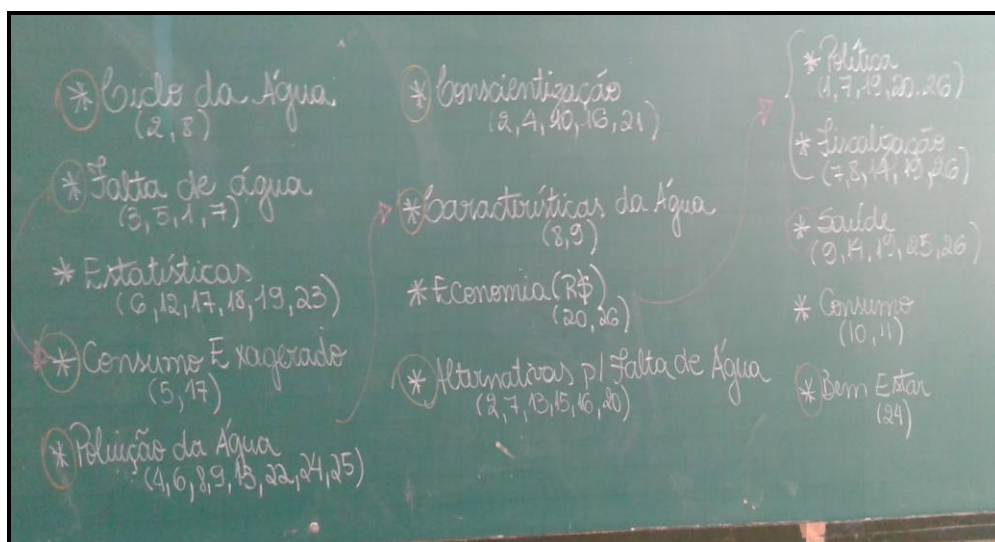 * Ciclo da Água
(2, 8)
* Falta de água
(3, 5, 1, 7)
* Estatísticas
(6, 12, 17, 18, 19, 23)
* Consumo Exagerado
(5, 17)
* Poluição da Água
(4, 6, 8, 9, 13, 22, 24, 25)
* Conscientização
(2, 4, 10, 16, 21)
* Características da Água
(8, 9)
* Economia (R$)
(20, 26)
* Alternativas p/ Falta de Água
(2, 7, 13, 15, 16, 20)
* Política
(1, 7, 19, 20, 26)
* Fiscalização
(7, 8, 14, 19, 26)
* Saúde
(9, 14, 19, 25, 26)
* Consumo
(10, 11)
* Bem Estar
(24)